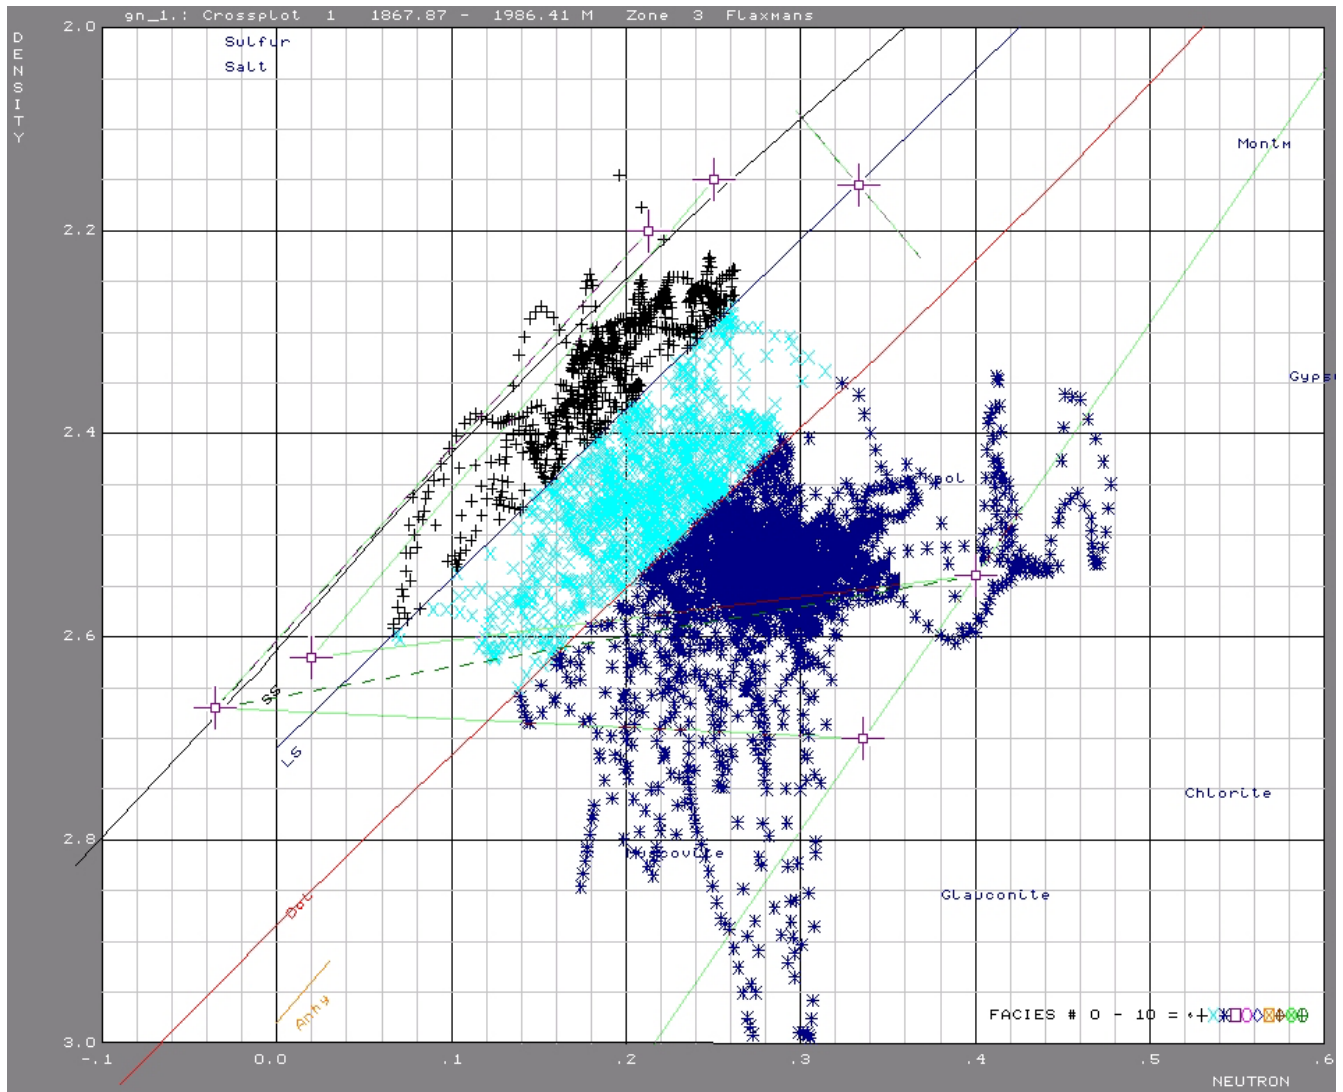 gn_1.: Crossplot 1 1867.87 - 1986.41 M Zone 3 Flaxmans
DENSITY
2.0
Sulfur
Salt
Montm
2.2
Gyps
2.4
2.6
SS
LS
Chlorite
2.8
Muscovite
Glauconite
Dol
Anhy
FACIES # 0 - 10 =
3.0
-.1 0.0 .1 .2 .3 .4 .5 .6
NEUTRON